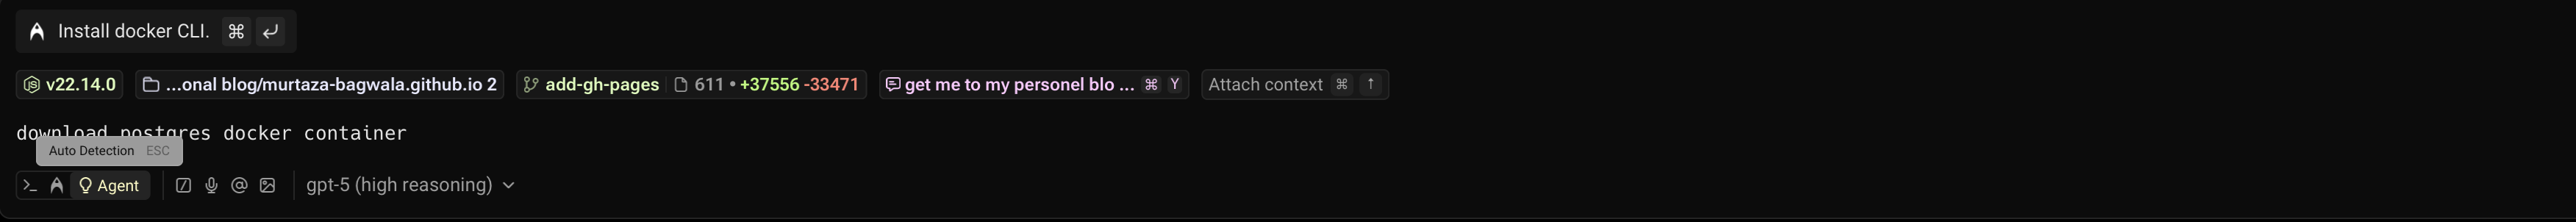 Install docker CLI. ⌘ ↵
v22.14.0 ...onal blog/murtaza-bagwala.github.io 2 add-gh-pages 611 • +37556 -33471 get me to my personel blo ... ⌘ Y Attach context ⌘ ↑
download postgres docker container
Auto Detection ESC
Agent gpt-5 (high reasoning)